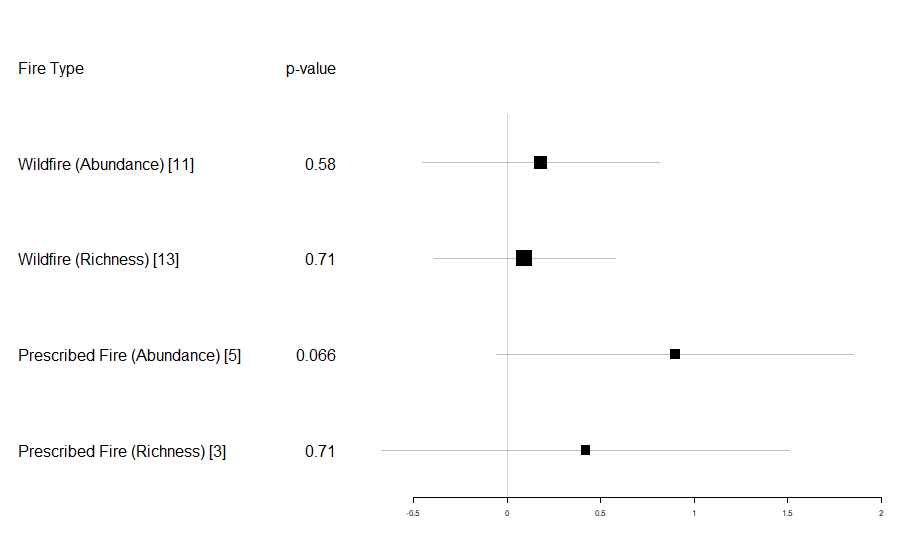 Fire Type p-value
Wildfire (Abundance) [11] 0.58
Wildfire (Richness) [13] 0.71
Prescribed Fire (Abundance) [5] 0.066
Prescribed Fire (Richness) [3] 0.71
-0.5 0 0.5 1 1.5 2